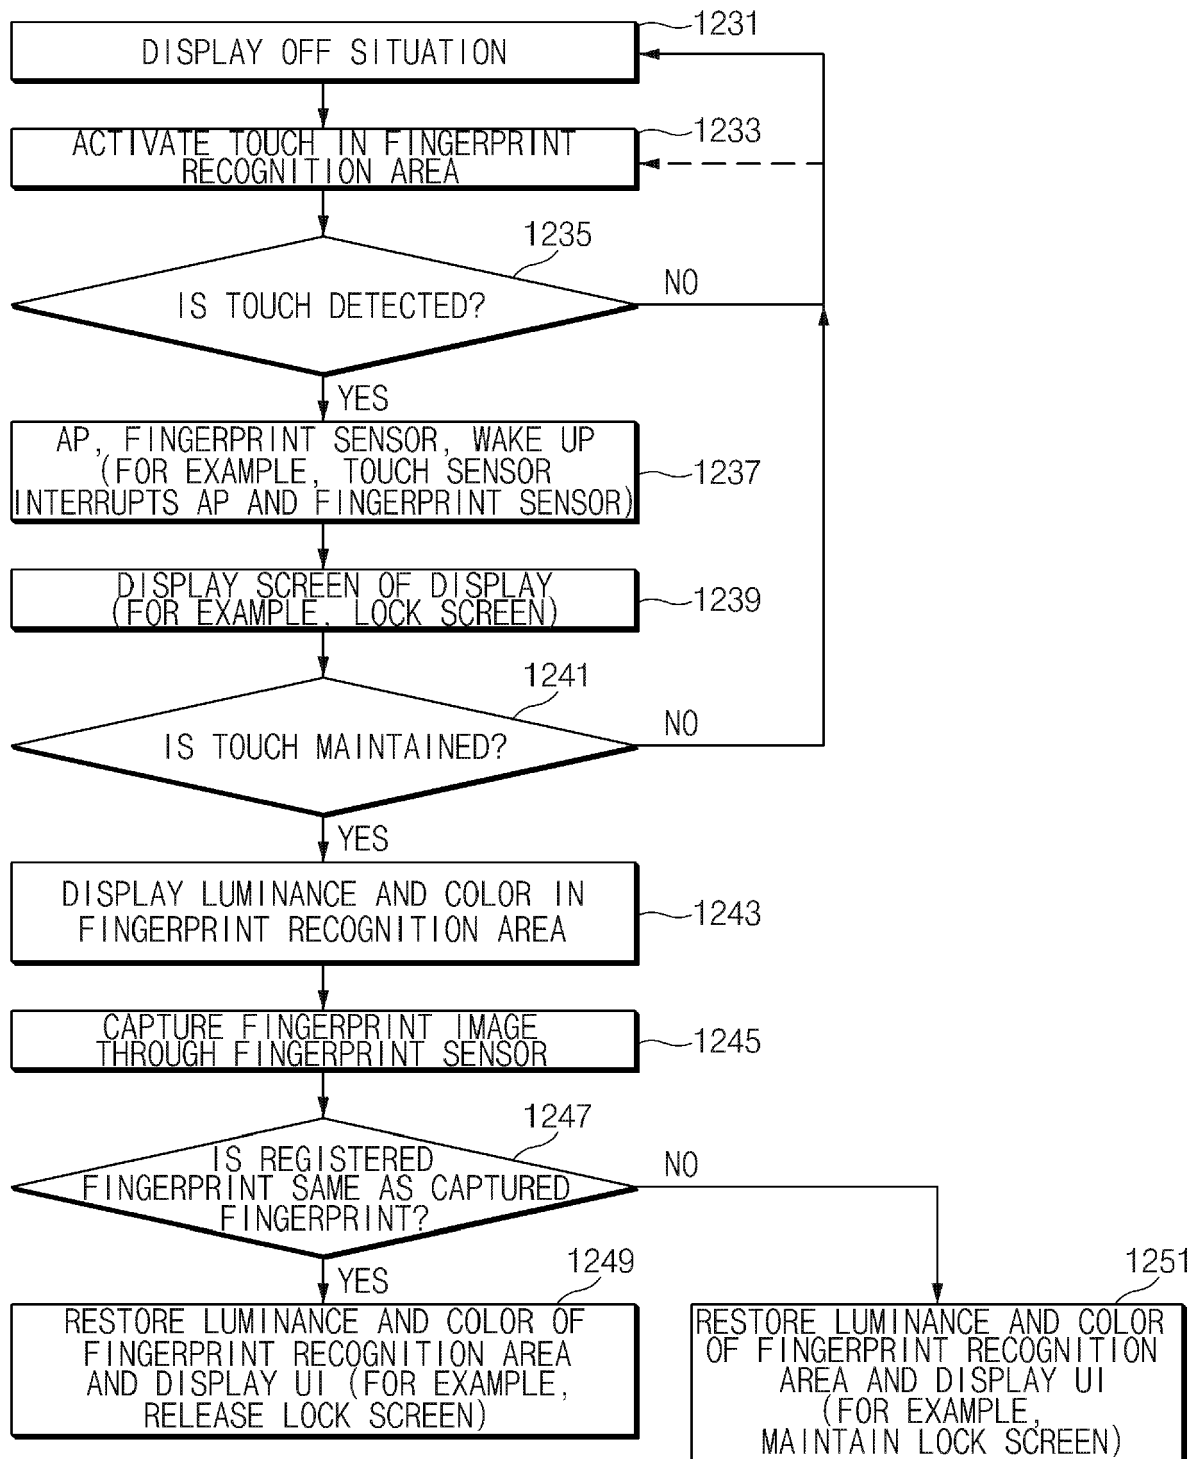 1231
DISPLAY OFF SITUATION
1233
ACTIVATE TOUCH IN FINGERPRINT
RECOGNITION AREA
1235
IS TOUCH DETECTED?
NO
YES
AP, FINGERPRINT SENSOR, WAKE UP
(FOR EXAMPLE, TOUCH SENSOR
INTERRUPTS AP AND FINGERPRINT SENSOR)
1237
DISPLAY SCREEN OF DISPLAY
(FOR EXAMPLE, LOCK SCREEN)
1239
1241
IS TOUCH MAINTAINED?
NO
YES
DISPLAY LUMINANCE AND COLOR IN
FINGERPRINT RECOGNITION AREA
1243
CAPTURE FINGERPRINT IMAGE
THROUGH FINGERPRINT SENSOR
1245
1247
IS REGISTERED
FINGERPRINT SAME AS CAPTURED
FINGERPRINT?
NO
YES
1249
RESTORE LUMINANCE AND COLOR OF
FINGERPRINT RECOGNITION AREA
AND DISPLAY UI (FOR EXAMPLE,
RELEASE LOCK SCREEN)
1251
RESTORE LUMINANCE AND COLOR
OF FINGERPRINT RECOGNITION
AREA AND DISPLAY UI
(FOR EXAMPLE,
MAINTAIN LOCK SCREEN)